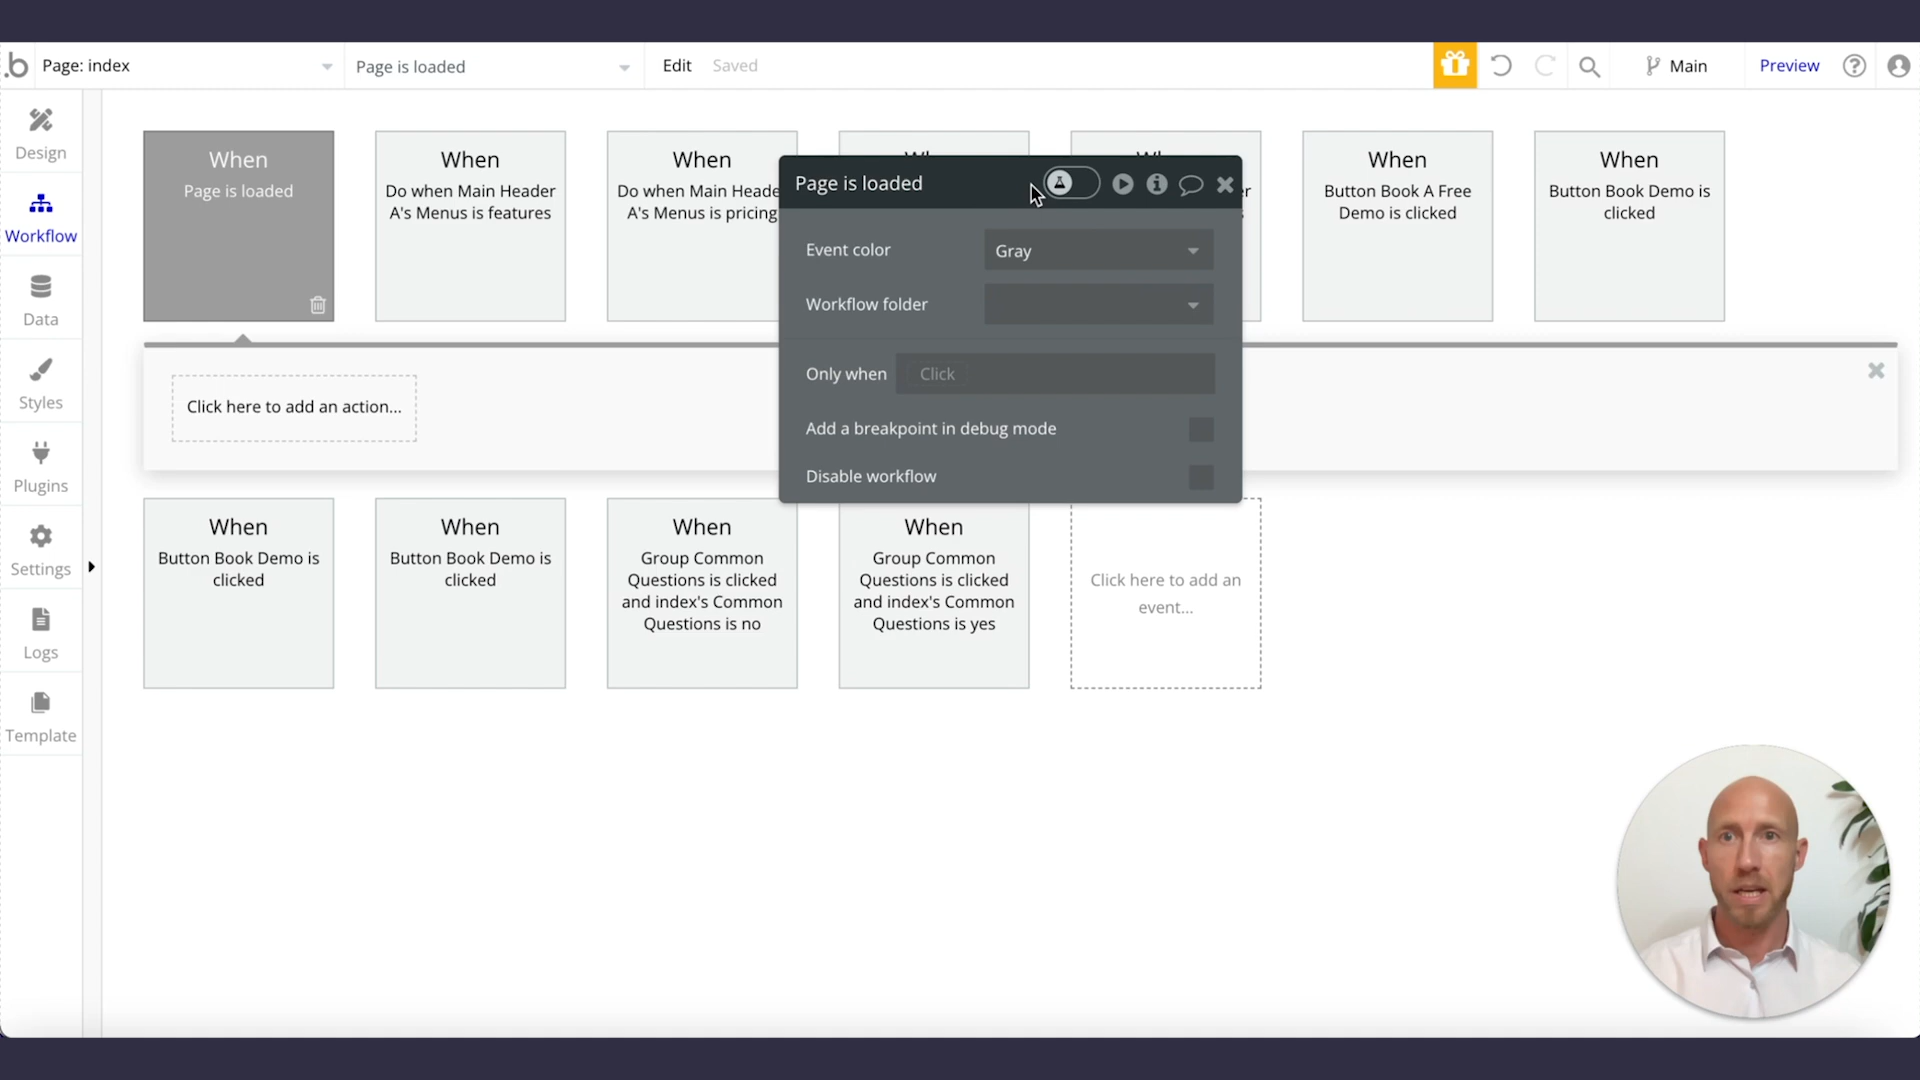 Page: index
Page is loaded
Edit
Saved
Main
Preview
Design
Workflow
Data
Styles
Plugins
Settings
Logs
Template
When
Page is loaded
When
Do when Main Header
A's Menus is features
When
Do when Main Heade
A's Menus is pricing
When
Button Book A Free
Demo is clicked
When
Button Book Demo is
clicked
Page is loaded
Event color
Gray
Workflow folder
Only when
Click
Add a breakpoint in debug mode
Disable workflow
Click here to add an action...
When
Button Book Demo is
clicked
When
Button Book Demo is
clicked
When
Group Common
Questions is clicked
and index's Common
Questions is no
When
Group Common
Questions is clicked
and index's Common
Questions is yes
Click here to add an
event...